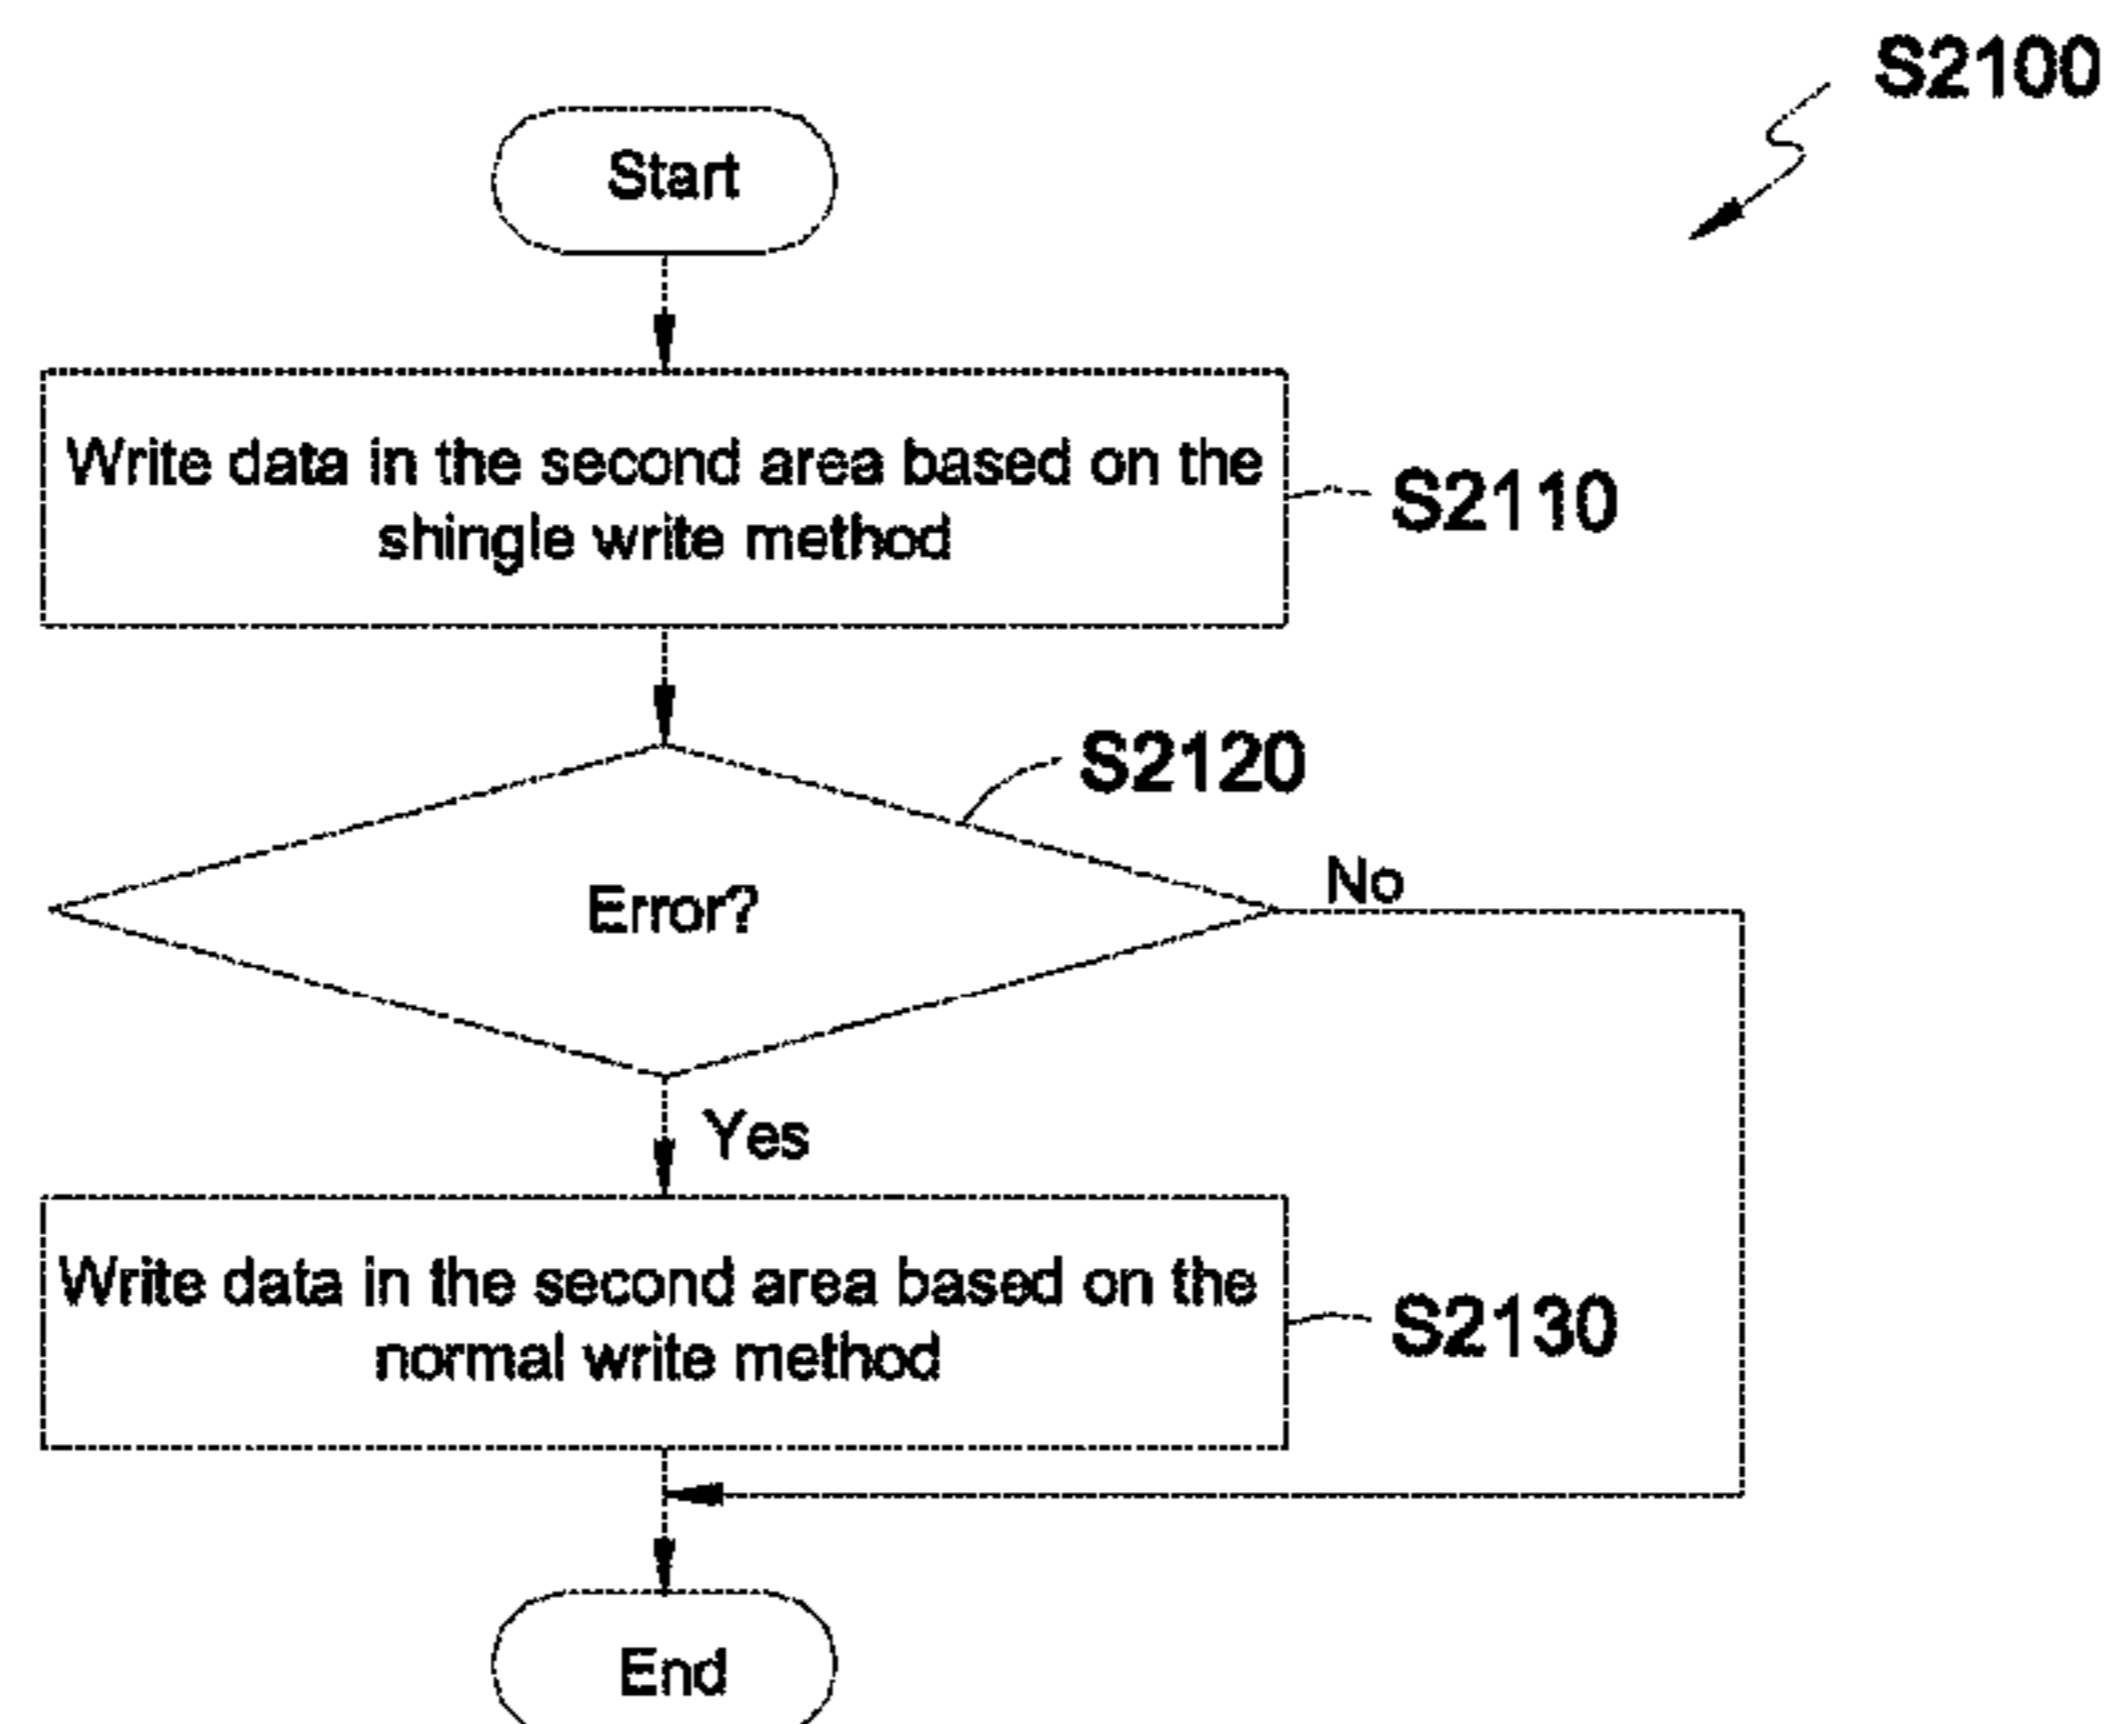 S2100
Start
Write data in the second area based on the
shingle write method
S2110
S2120
Error?
No
Yes
Write data in the second area based on the
normal write method
S2130
End